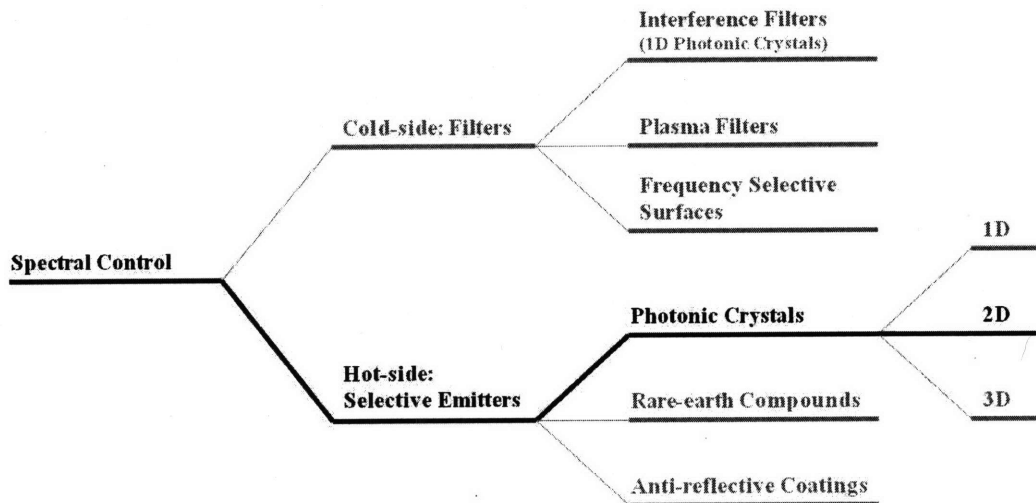 Interference Filters
(1D Photonic Crystals)
Cold-side: Filters
Plasma Filters
Frequency Selective
Surfaces
Spectral Control
1D
Photonic Crystals
2D
Hot-side:
Selective Emitters
Rare-earth Compounds
3D
Anti-reflective Coatings